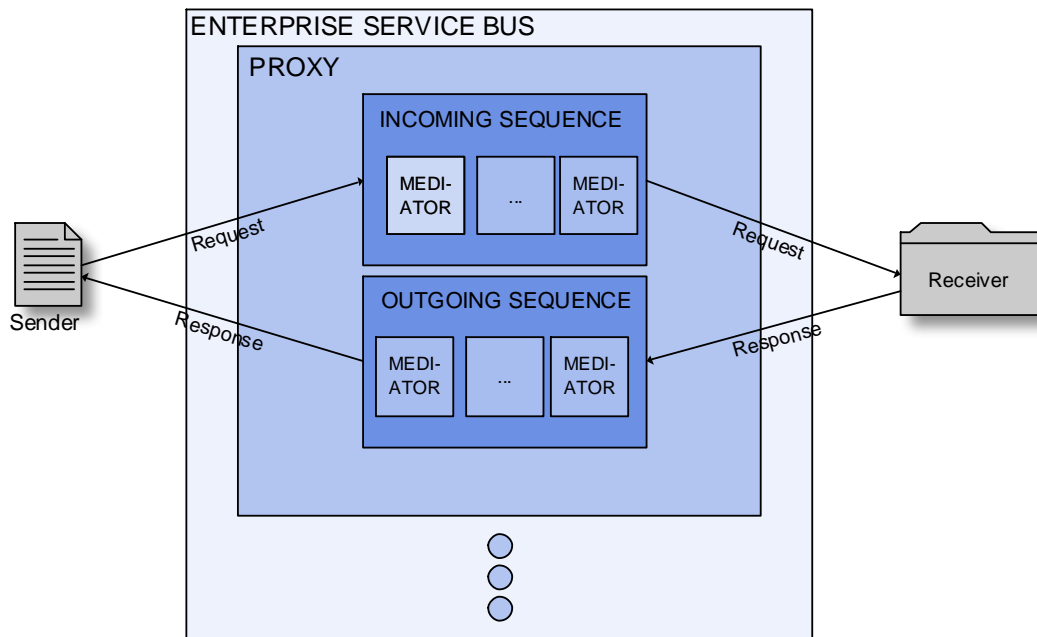 ENTERPRISE SERVICE BUS
PROXY
INCOMING SEQUENCE
MEDI-
ATOR
...
MEDI-
ATOR
Request
Request
Sender
Receiver
OUTGOING SEQUENCE
Response
Response
MEDI-
ATOR
...
MEDI-
ATOR